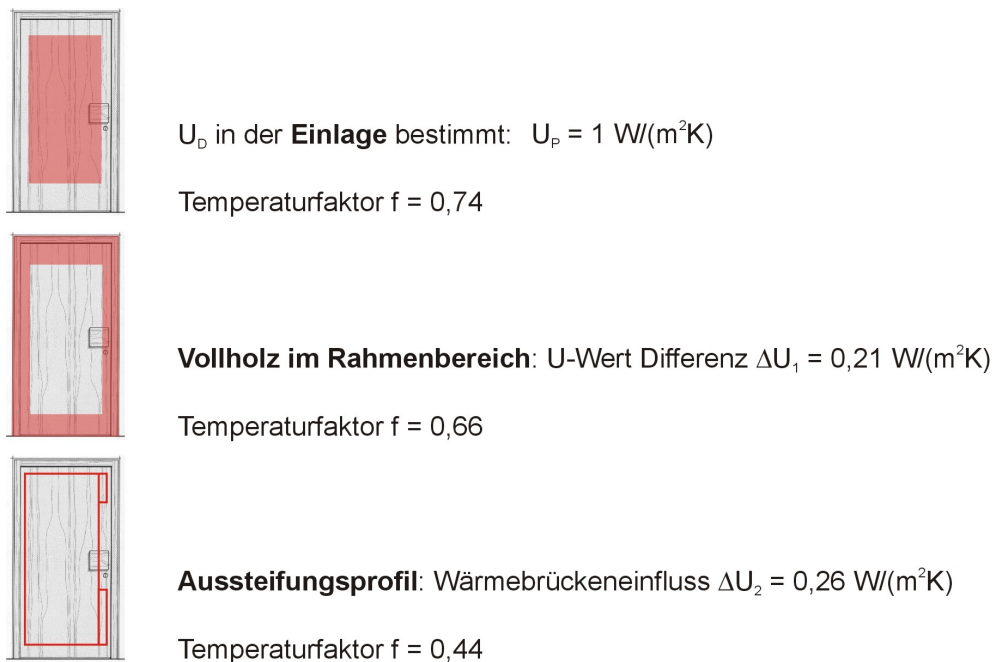 U_D in der Einlage bestimmt: U_P = 1 W/(m²K)
Temperaturfaktor f = 0,74
Vollholz im Rahmenbereich: U-Wert Differenz ΔU₁ = 0,21 W/(m²K)
Temperaturfaktor f = 0,66
Aussteifungsprofil: Wärmebrückeneinfluss ΔU₂ = 0,26 W/(m²K)
Temperaturfaktor f = 0,44